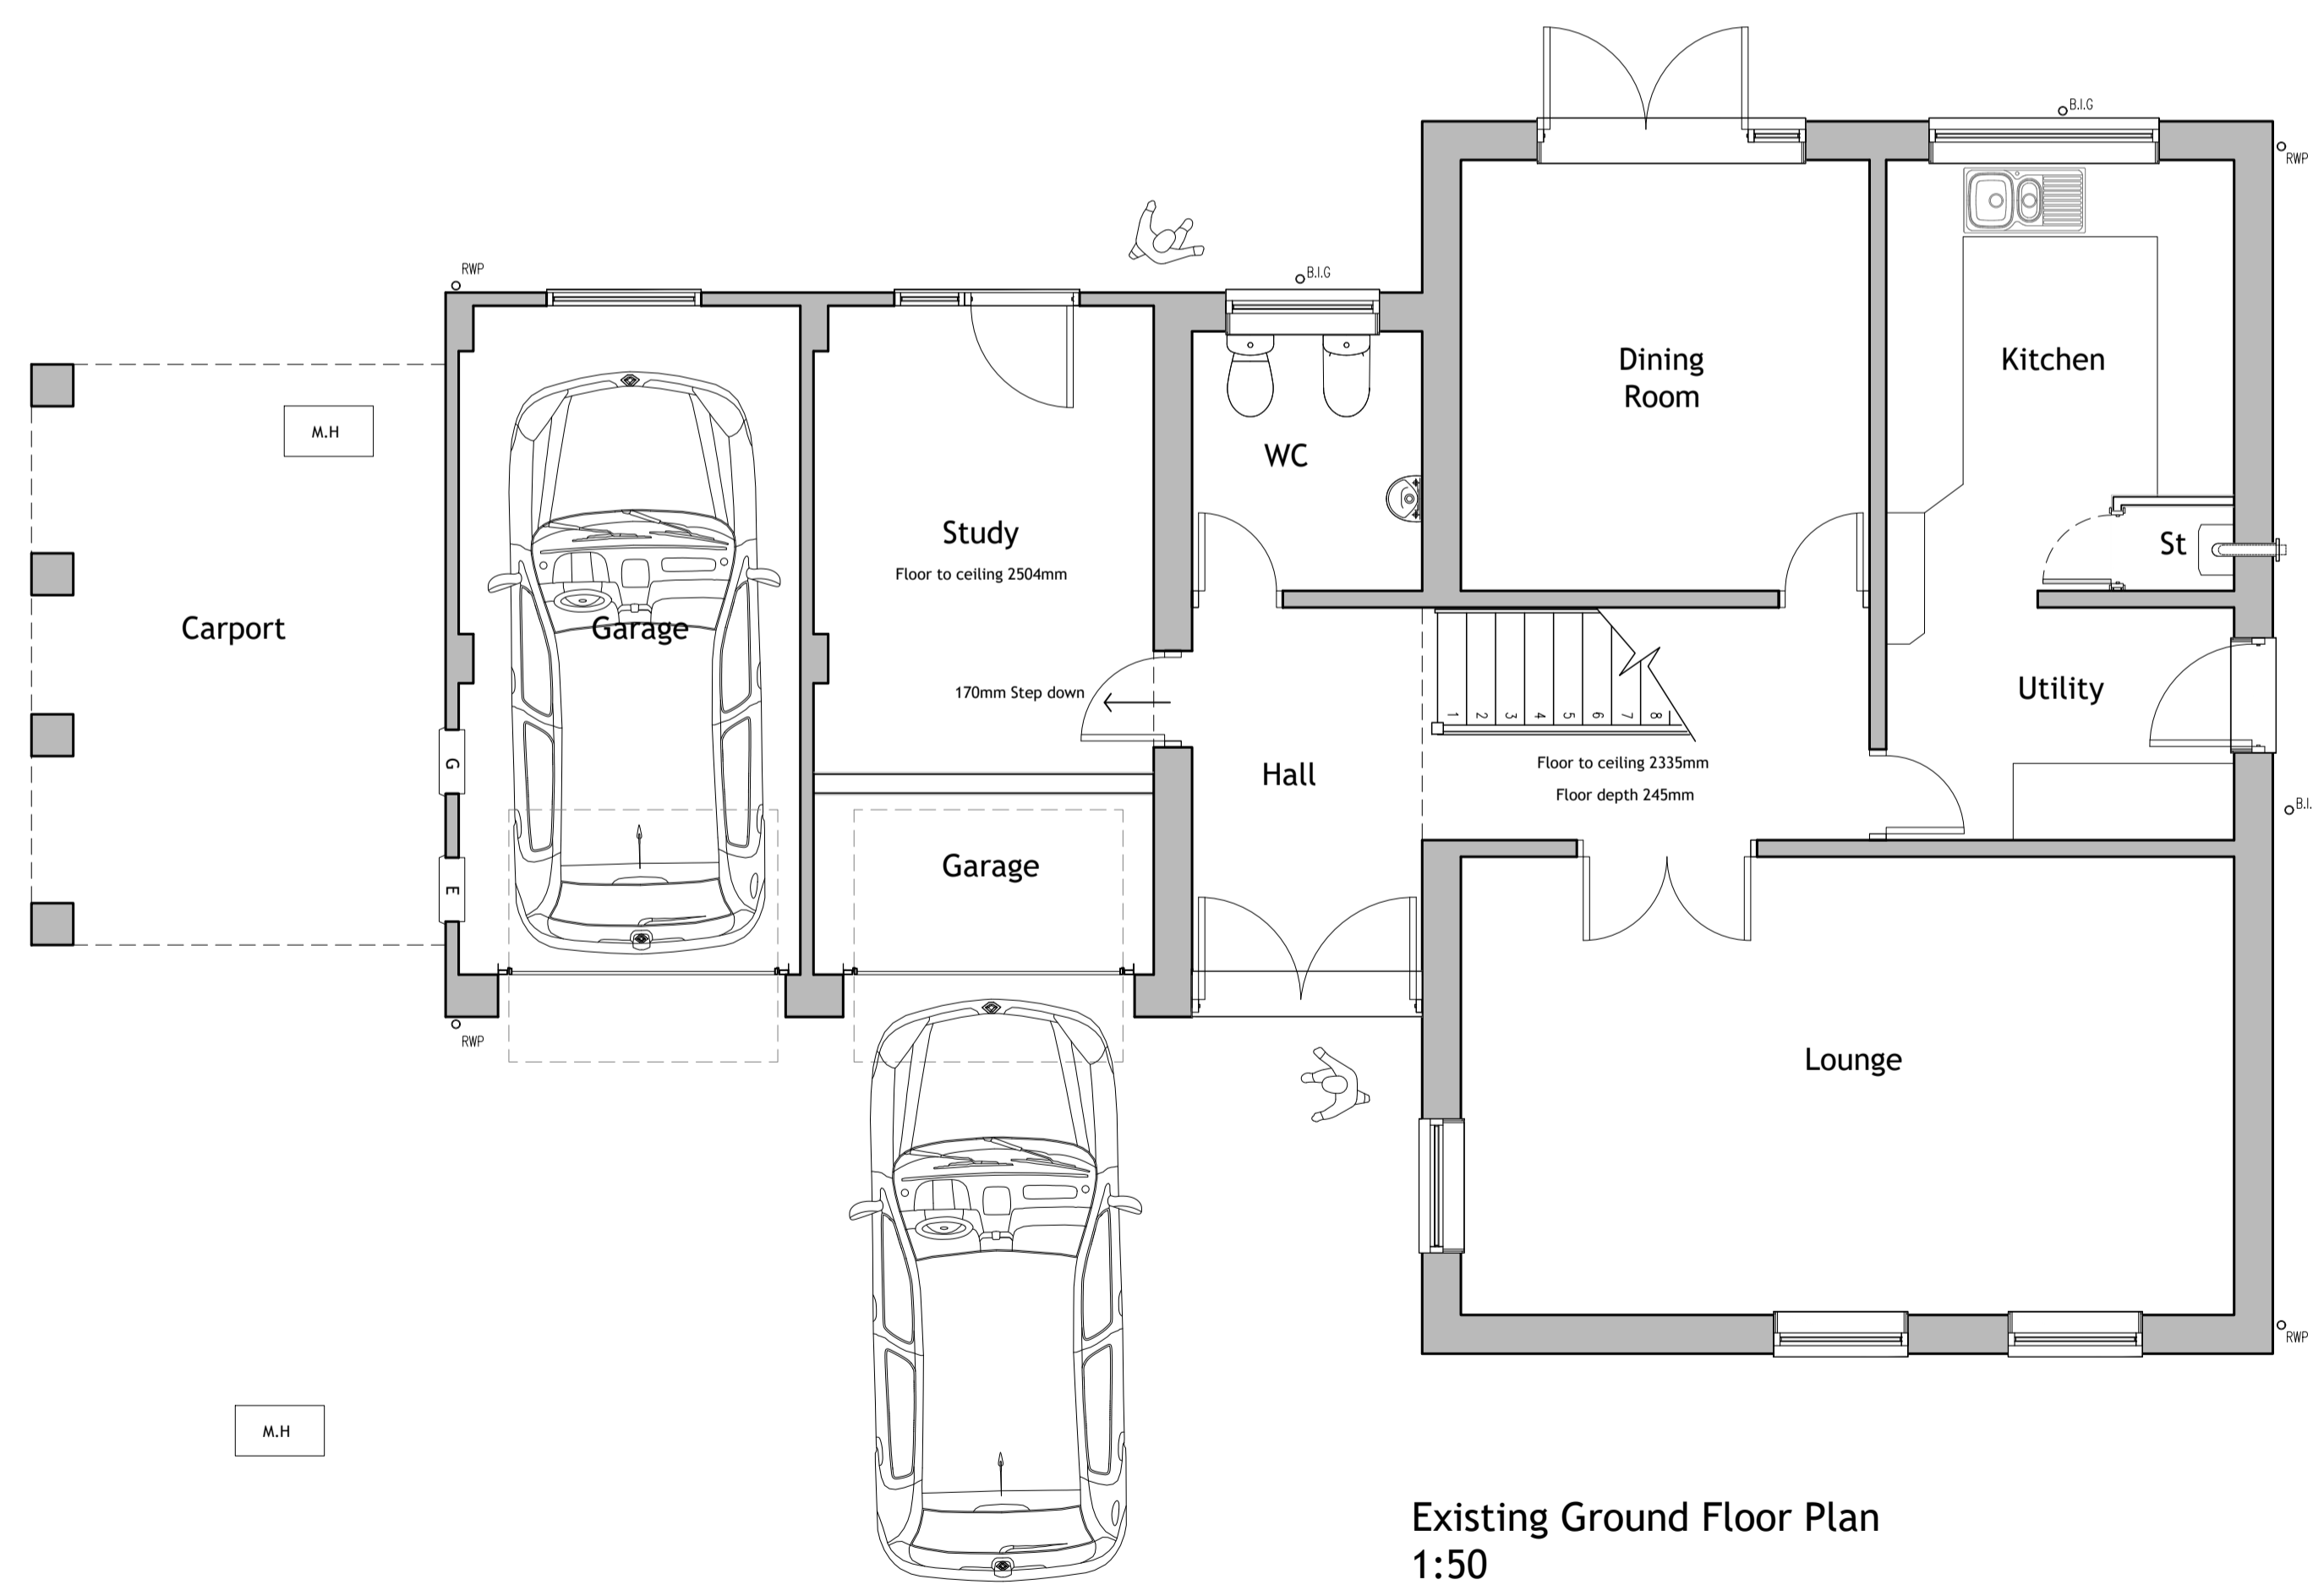 B.I.G
RWP
RWP
B.I.G
Dining
Room
Kitchen
M.H
WC
Study
Floor to ceiling 2504mm
St
Carport
Garage
170mm Step down
Utility
1 2 3 4 5 6 7 8
G
Hall
Floor to ceiling 2335mm
Floor depth 245mm
B.I.
Garage
E
RWP
Lounge
RWP
M.H
Existing Ground Floor Plan
1:50